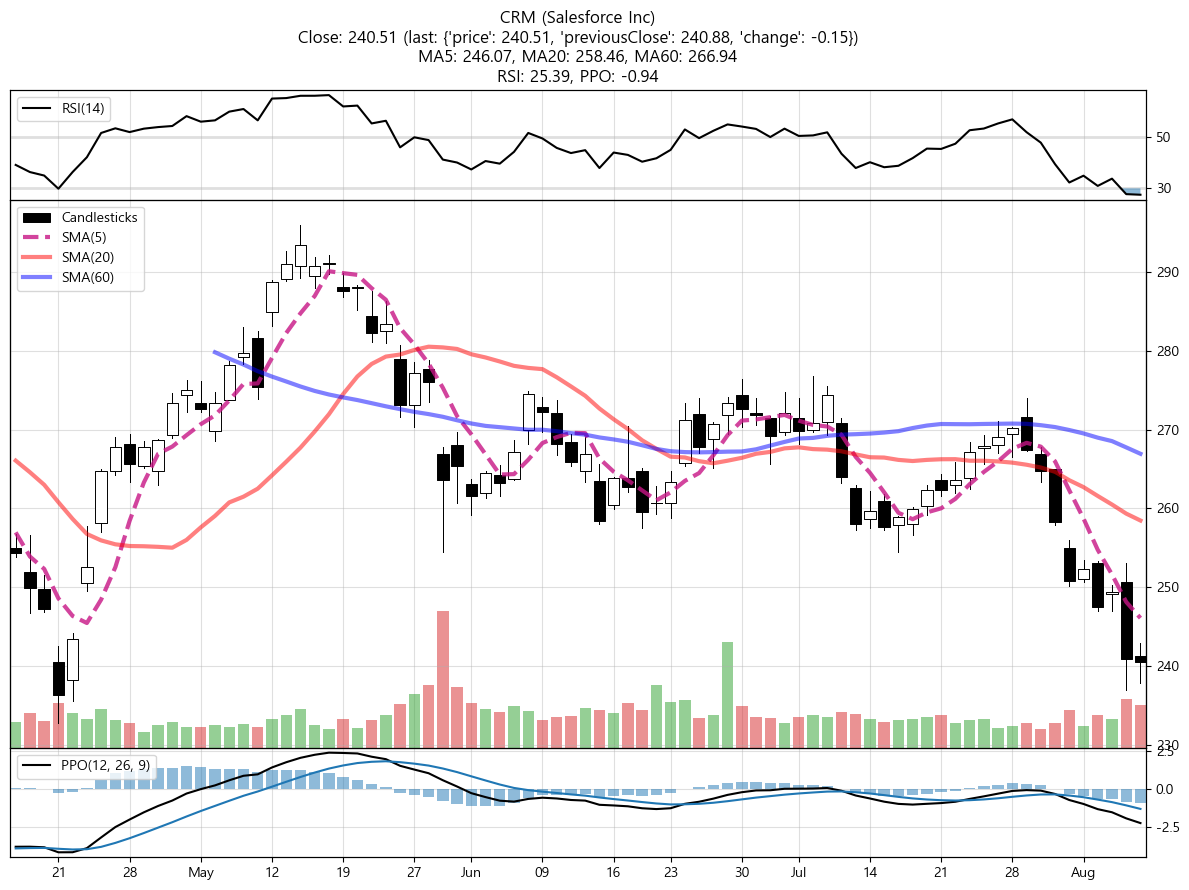 CRM (Salesforce Inc)
Close: 240.51 (last: {'price': 240.51, 'previousClose': 240.88, 'change': -0.15})
MA5: 246.07, MA20: 258.46, MA60: 266.94
RSI: 25.39, PPO: -0.94
RSI(14)
50
30
Candlesticks
SMA(5)
SMA(20)
SMA(60)
290
280
270
260
250
240
230
PPO(12, 26, 9)
2.5
0.0
−2.5
21 28 May 12 19 27 Jun 09 16 23 30 Jul 14 21 28 Aug